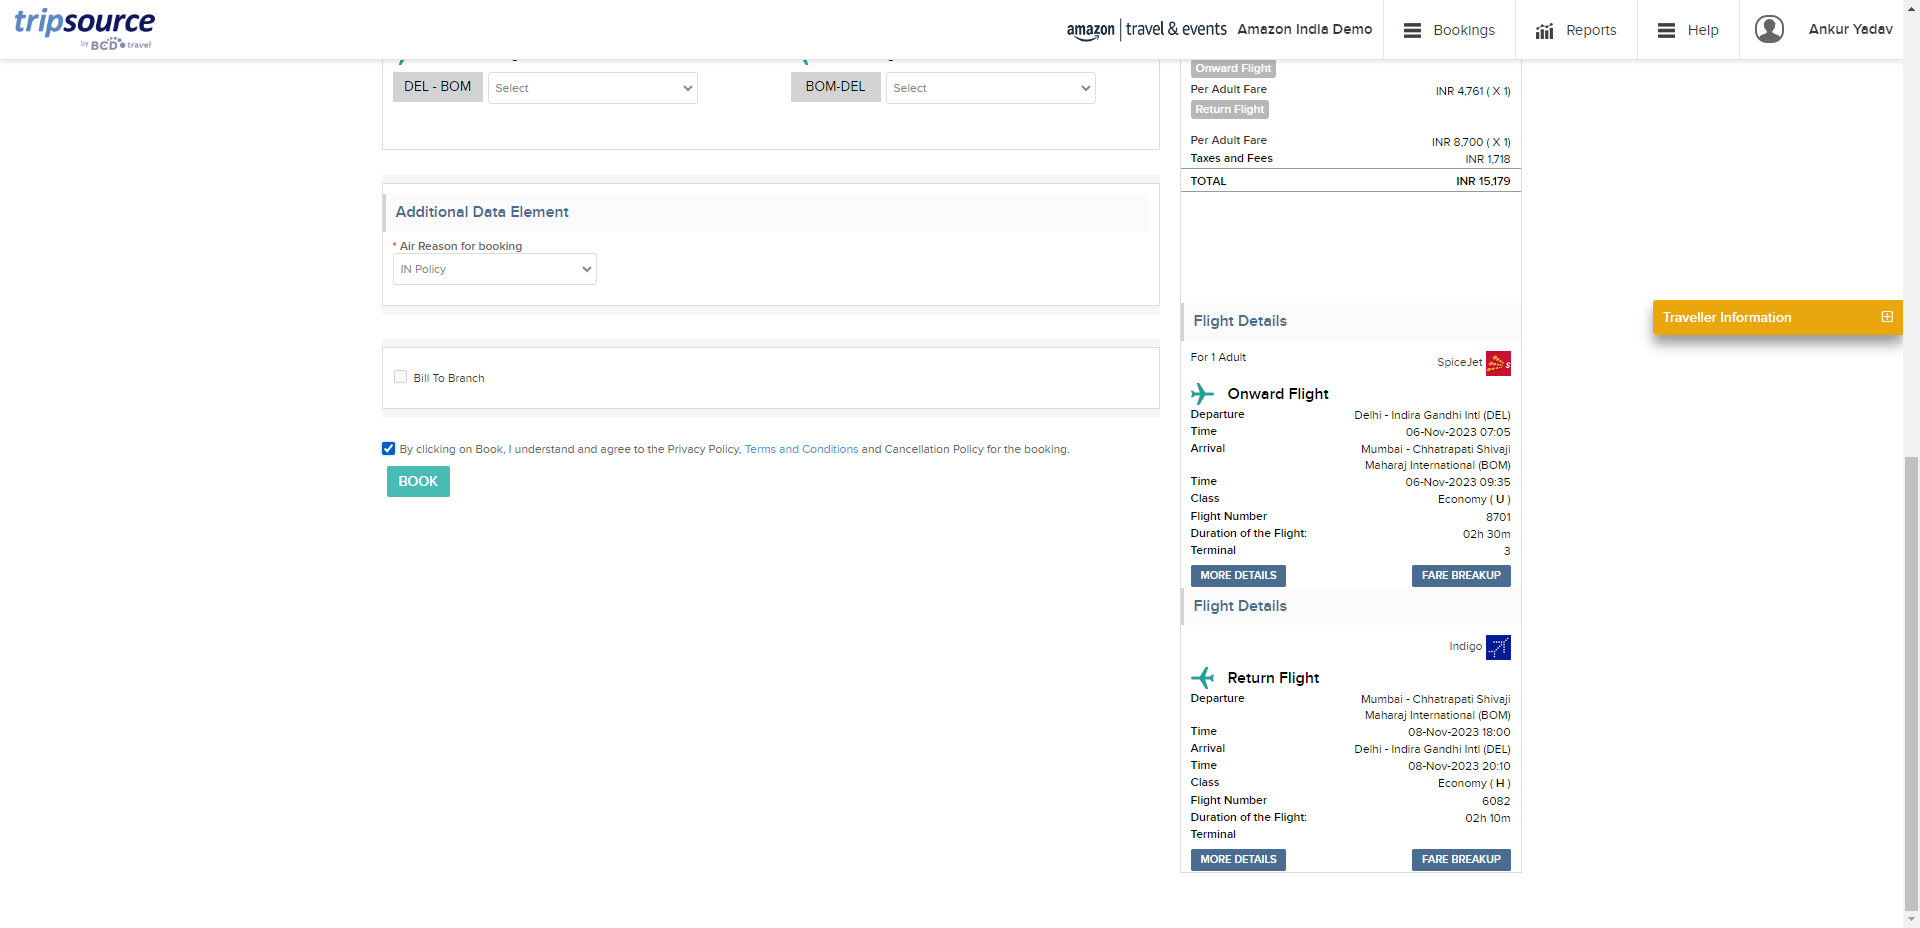 tripsource
by BCD travel
amazon travel & events Amazon India Demo
Bookings
Reports
Help
Ankur Yadav
DEL - BOM
Select
BOM-DEL
Select
Additional Data Element
* Air Reason for booking
IN Policy
Bill To Branch
By clicking on Book, I understand and agree to the Privacy Policy, Terms and Conditions and Cancellation Policy for the booking.
BOOK
Onward Flight
Per Adult Fare INR 4,761 ( X 1)
Return Flight
Per Adult Fare INR 8,700 ( X 1)
Taxes and Fees INR 1,718
TOTAL INR 15,179
Flight Details
For 1 Adult SpiceJet
Onward Flight
Departure Delhi - Indira Gandhi Intl (DEL)
Time 06-Nov-2023 07:05
Arrival Mumbai - Chhatrapati Shivaji
Maharaj International (BOM)
Time 06-Nov-2023 09:35
Class Economy ( U )
Flight Number 8701
Duration of the Flight: 02h 30m
Terminal 3
MORE DETAILS FARE BREAKUP
Flight Details
Indigo
Return Flight
Departure Mumbai - Chhatrapati Shivaji
Maharaj International (BOM)
Time 08-Nov-2023 18:00
Arrival Delhi - Indira Gandhi Intl (DEL)
Time 08-Nov-2023 20:10
Class Economy ( H )
Flight Number 6082
Duration of the Flight: 02h 10m
Terminal
MORE DETAILS FARE BREAKUP
Traveller Information